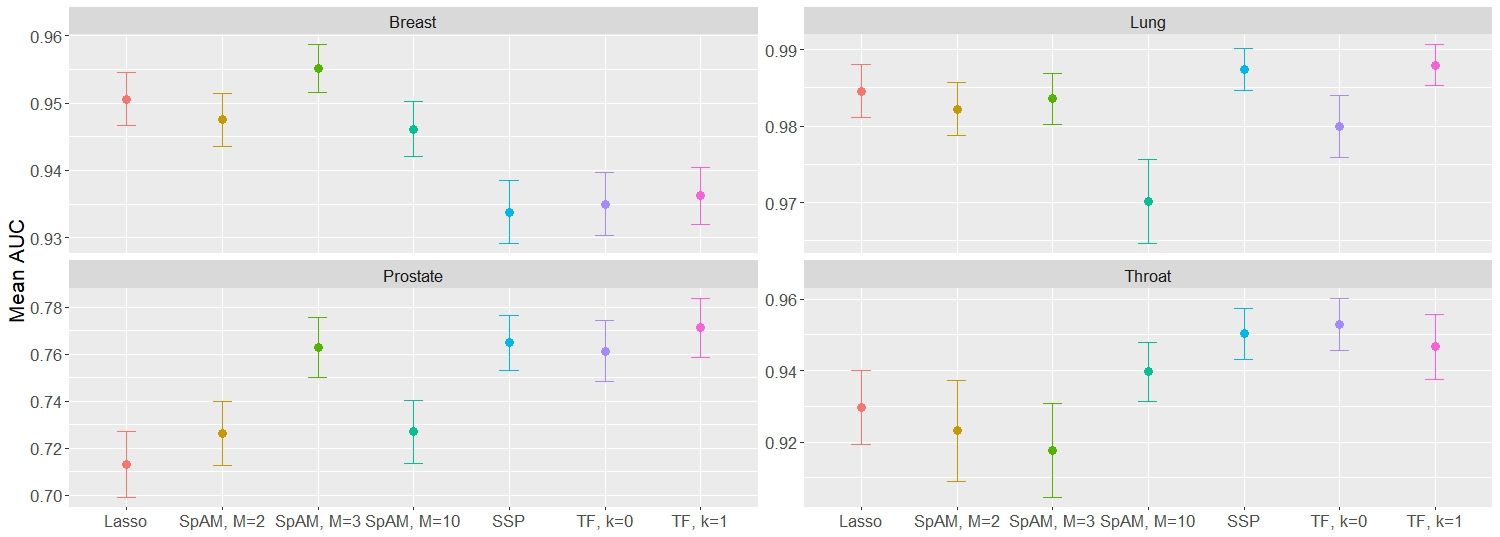 Breast
Lung
0.96
0.95
0.94
0.93
0.99
0.98
0.97
Mean AUC
Prostate
Throat
0.78
0.76
0.74
0.72
0.70
0.96
0.94
0.92
Lasso SpAM, M=2 SpAM, M=3 SpAM, M=10 SSP TF, k=0 TF, k=1
Lasso SpAM, M=2 SpAM, M=3 SpAM, M=10 SSP TF, k=0 TF, k=1